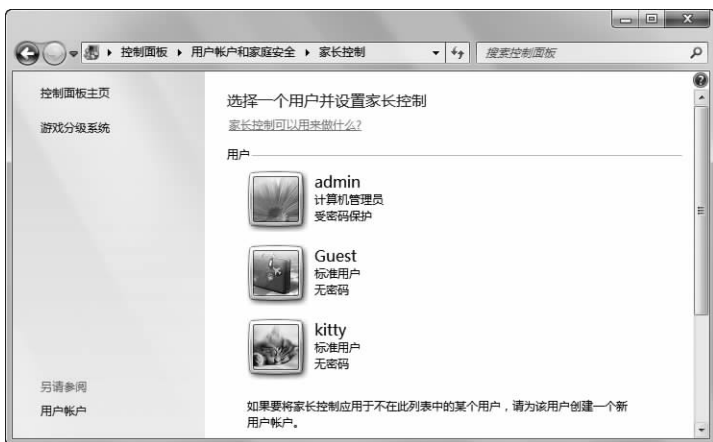 控制面板 ▸ 用户帐户和家庭安全 ▸ 家长控制
搜索控制面板
控制面板主页
游戏分级系统
选择一个用户并设置家长控制
家长控制可以用来做什么?
用户
admin
计算机管理员
受密码保护
Guest
标准用户
无密码
kitty
标准用户
无密码
如果要将家长控制应用于不在此列表中的某个用户，请为该用户创建一个新
用户帐户。
另请参阅
用户帐户